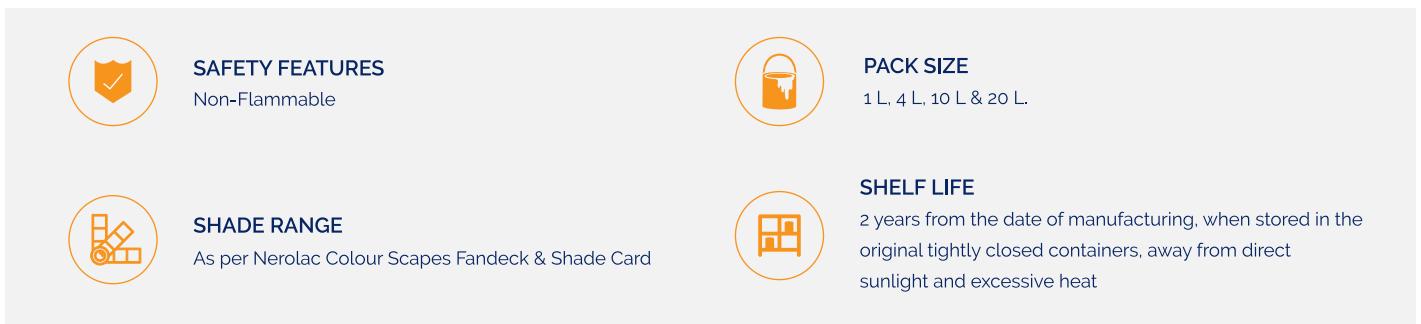 SAFETY FEATURES
Non-Flammable
PACK SIZE
1 L, 4 L, 10 L & 20 L.
SHADE RANGE
As per Nerolac Colour Scapes Fandeck & Shade Card
SHELF LIFE
2 years from the date of manufacturing, when stored in the
original tightly closed containers, away from direct
sunlight and excessive heat